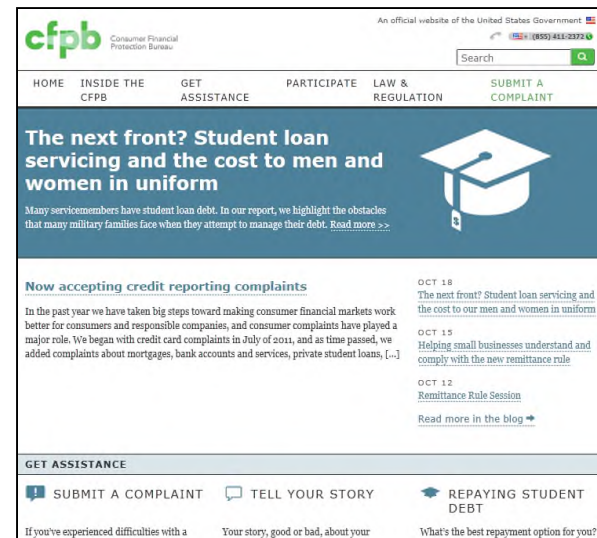 An official website of the United States Government
cfpb Consumer Financial
Protection Bureau
(855) 411-2372
Search
HOME
INSIDE THE
CFPB
GET
ASSISTANCE
PARTICIPATE
LAW &
REGULATION
SUBMIT A
COMPLAINT
The next front? Student loan
servicing and the cost to men and
women in uniform
Many servicemembers have student loan debt. In our report, we highlight the obstacles
that many military families face when they attempt to manage their debt. Read more >>
$
Now accepting credit reporting complaints
In the past year we have taken big steps toward making consumer financial markets work
better for consumers and responsible companies, and consumer complaints have played a
major role. We began with credit card complaints in July of 2011, and as time passed, we
added complaints about mortgages, bank accounts and services, private student loans, [...]
OCT 18
The next front? Student loan servicing and
the cost to our men and women in uniform
OCT 15
Helping small businesses understand and
comply with the new remittance rule
OCT 12
Remittance Rule Session
Read more in the blog
GET ASSISTANCE
SUBMIT A COMPLAINT
If you've experienced difficulties with a
TELL YOUR STORY
Your story, good or bad, about your
REPAYING STUDENT
DEBT
What's the best repayment option for you?